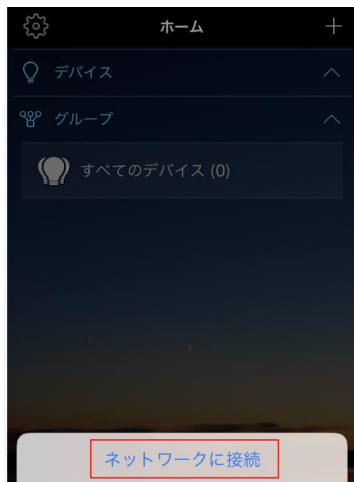 ホーム
デバイス
グループ
すべてのデバイス (0)
ネットワークに接続